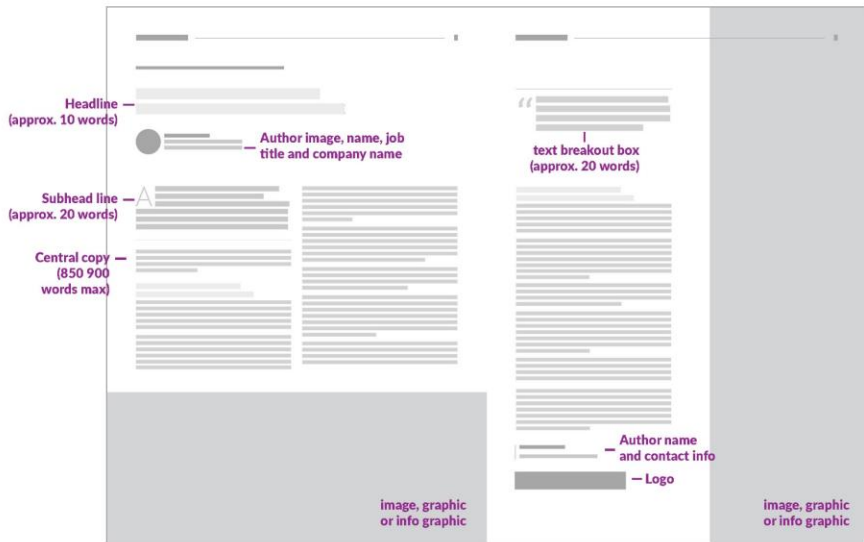 Headline
(approx. 10 words)
Author image, name, job
title and company name
Subhead line
(approx. 20 words)
A
Central copy
(850 900
words max)
image, graphic
or info graphic
“
text breakout box
(approx. 20 words)
Author name
and contact info
Logo
image, graphic
or info graphic